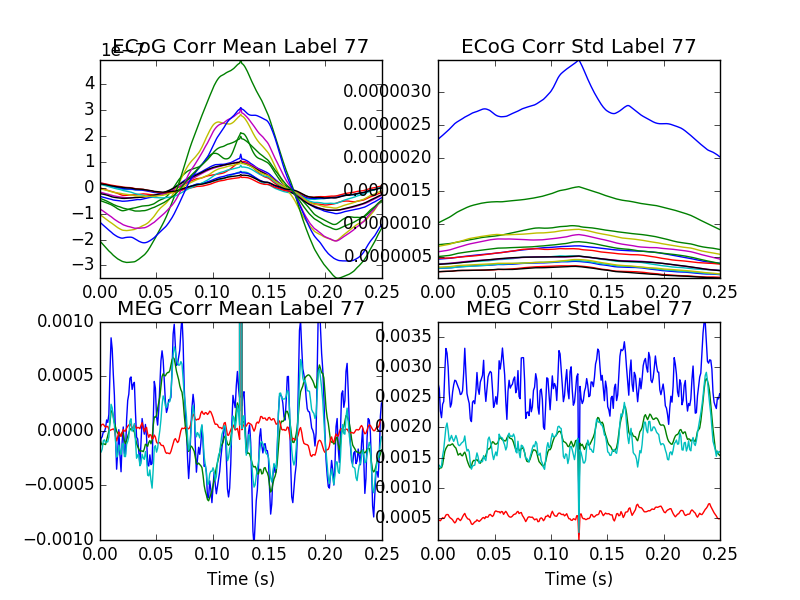 1e−7
ECoG Corr Mean Label 77
4
3
2
1
0
−1
−2
−3
0.00 0.05 0.10 0.15 0.20 0.25
ECoG Corr Std Label 77
0.0000030
0.0000025
0.0000020
0.0000015
0.0000010
0.0000005
0.00 0.05 0.10 0.15 0.20 0.25
MEG Corr Mean Label 77
0.0010
0.0005
0.0000
−0.0005
−0.0010
0.00 0.05 0.10 0.15 0.20 0.25
Time (s)
MEG Corr Std Label 77
0.0035
0.0030
0.0025
0.0020
0.0015
0.0010
0.0005
0.00 0.05 0.10 0.15 0.20 0.25
Time (s)